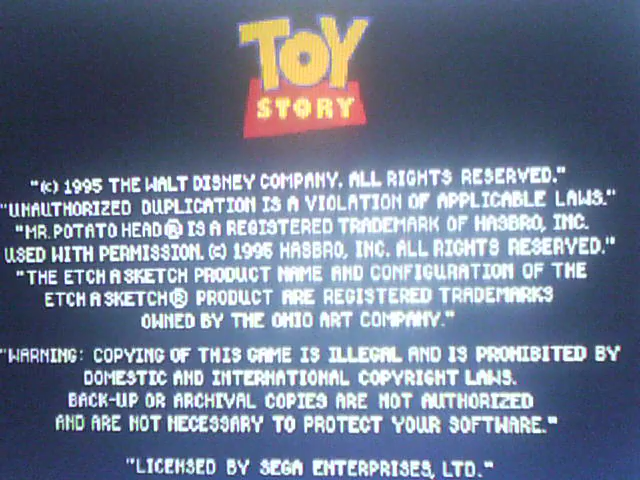 TOY
STORY
"(c) 1995 THE WALT DISNEY COMPANY. ALL RIGHTS RESERVED."
"UNAUTHORIZED DUPLICATION IS A VIOLATION OF APPLICABLE LAWS."
"MR. POTATO HEAD® IS A REGISTERED TRADEMARK OF HASBRO, INC.
USED WITH PERMISSION. (c) 1995 HASBRO, INC. ALL RIGHTS RESERVED."
"THE ETCH A SKETCH PRODUCT NAME AND CONFIGURATION OF THE
ETCH A SKETCH® PRODUCT ARE REGISTERED TRADEMARKS
OWNED BY THE OHIO ART COMPANY."
"WARNING: COPYING OF THIS GAME IS ILLEGAL AND IS PROHIBITED BY
DOMESTIC AND INTERNATIONAL COPYRIGHT LAWS.
BACK-UP OR ARCHIVAL COPIES ARE NOT AUTHORIZED
AND ARE NOT NECESSARY TO PROTECT YOUR SOFTWARE."
"LICENSED BY SEGA ENTERPRISES, LTD."